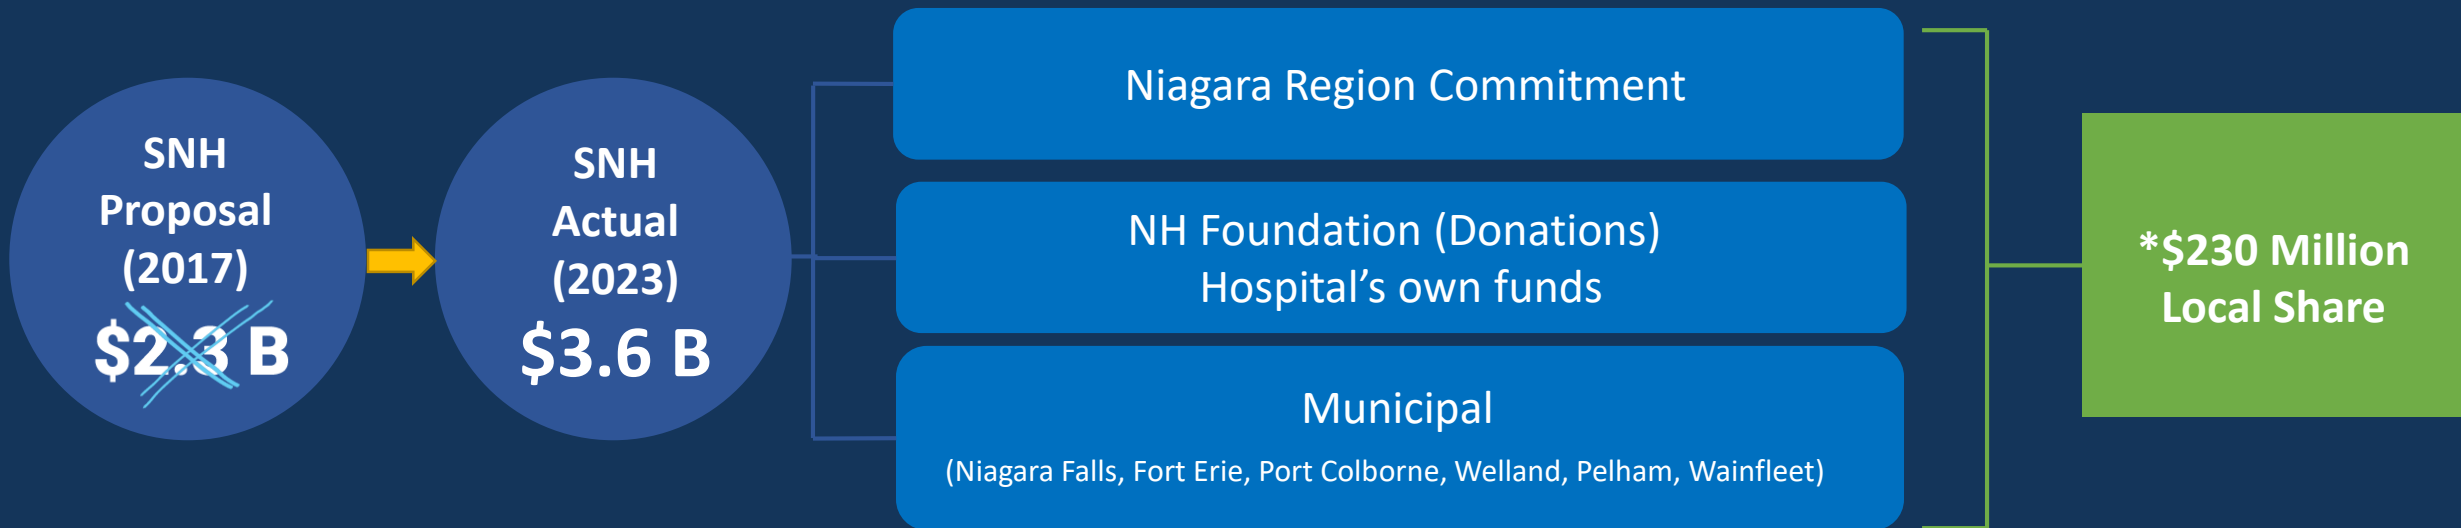 SNH
Proposal
(2017)
$2.3 B
SNH
Actual
(2023)
$3.6 B
Niagara Region Commitment
NH Foundation (Donations)
Hospital’s own funds
Municipal
(Niagara Falls, Fort Erie, Port Colborne, Welland, Pelham, Wainfleet)
*$230 Million
Local Share